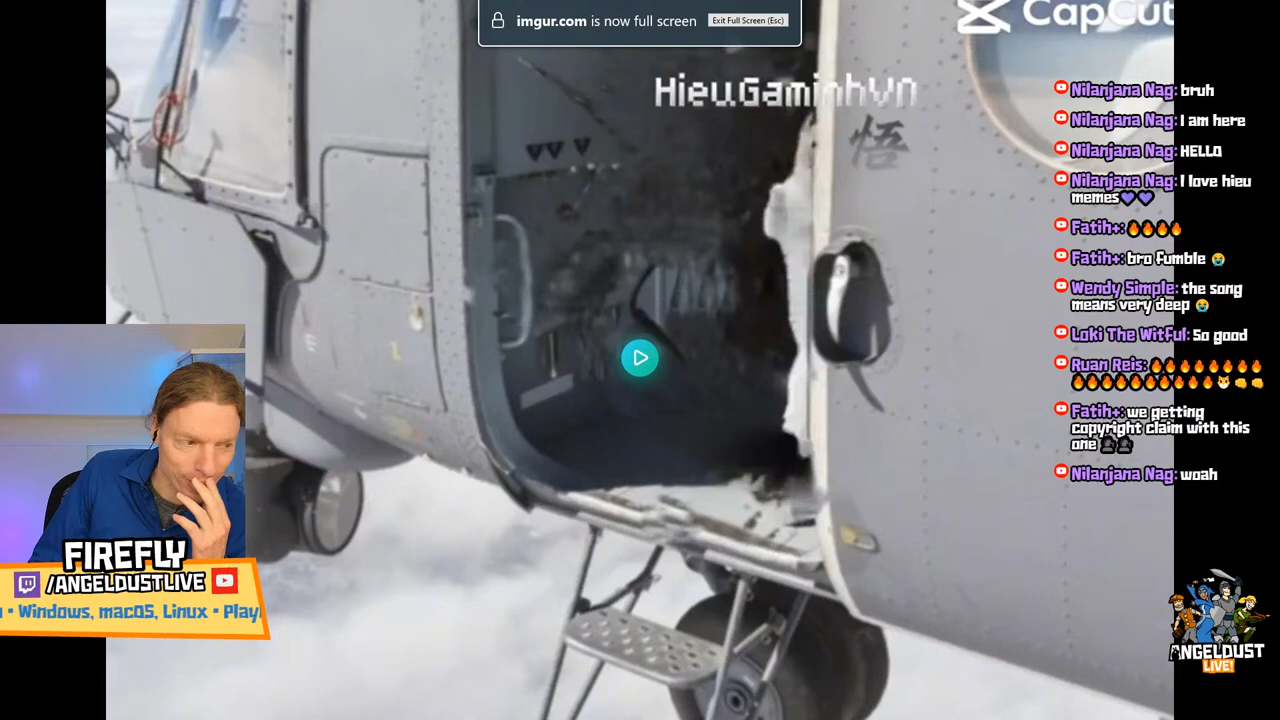 imgur.com is now full screen
Exit Full Screen (Esc)
CapCut
HieuGaminhVN
悟
Nilanjana Nag: bruh
Nilanjana Nag: I am here
Nilanjana Nag: HELLO
Nilanjana Nag: I love hieu
memes💜💜
Fatih+: 🔥🔥🔥🔥
Fatih+: bro fumble 😭
Wendy Simple: the song
means very deep 😭
Loki The Witful: So good
Ruan Reis: 🔥🔥🔥🔥🔥🔥🔥🔥🔥
🔥🔥🔥🔥🔥🔥🔥🔥🔥🔥🔥🐱👊👊
Fatih+: we getting
copyright claim with this
one
Nilanjana Nag: woah
FIREFLY
/ANGELDUSTLIVE
• Windows, macOS, Linux • Play
ANGELDUST
LIVE!